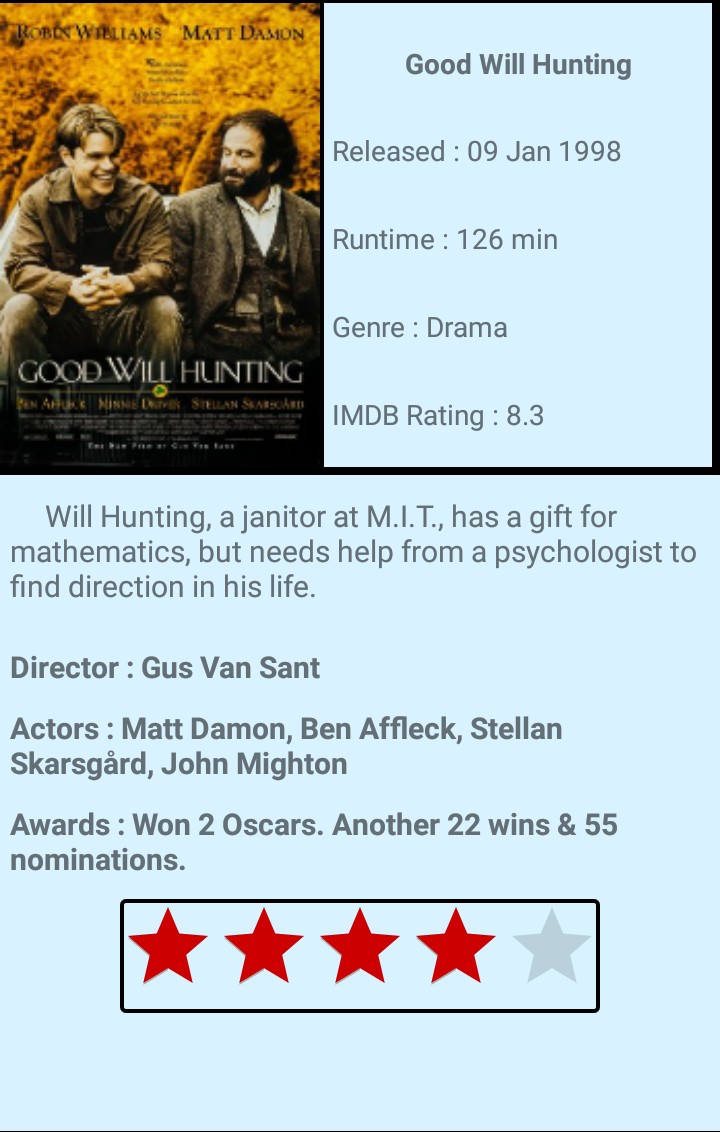 ROBIN WILLIAMS MATT DAMON
GOOD WILL HUNTING
BEN AFFLECK MINNIE DRIVER STELLAN SKARSGÅRD
Good Will Hunting
Released : 09 Jan 1998
Runtime : 126 min
Genre : Drama
IMDB Rating : 8.3
Will Hunting, a janitor at M.I.T., has a gift for
mathematics, but needs help from a psychologist to
find direction in his life.
Director : Gus Van Sant
Actors : Matt Damon, Ben Affleck, Stellan
Skarsgård, John Mighton
Awards : Won 2 Oscars. Another 22 wins & 55
nominations.